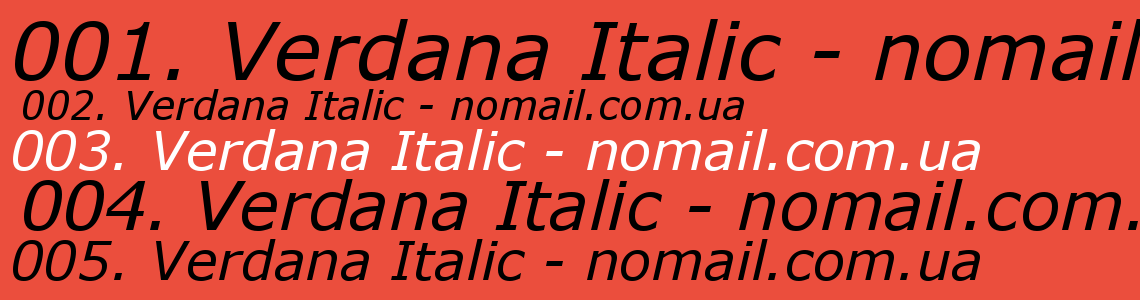 001. Verdana Italic - nomail
002. Verdana Italic - nomail.com.ua
003. Verdana Italic - nomail.com.ua
004. Verdana Italic - nomail.com.
005. Verdana Italic - nomail.com.ua